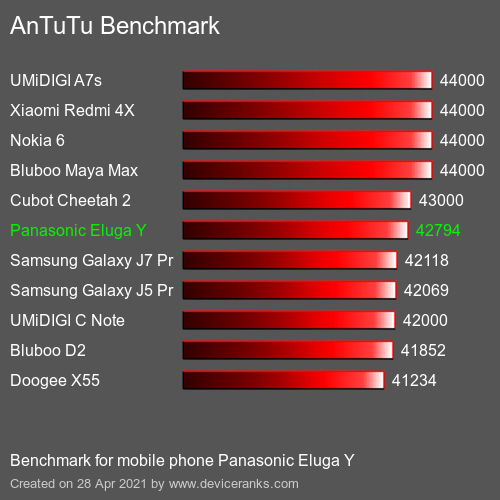 AnTuTu Benchmark
UMiDIGI A7s 44000
Xiaomi Redmi 4X 44000
Nokia 6 44000
Bluboo Maya Max 44000
Cubot Cheetah 2 43000
Panasonic Eluga Y 42794
Samsung Galaxy J7 Pr 42118
Samsung Galaxy J5 Pr 42069
UMiDIGI C Note 42000
Bluboo D2 41852
Doogee X55 41234
Benchmark for mobile phone Panasonic Eluga Y
Created on 28 Apr 2021 by www.deviceranks.com